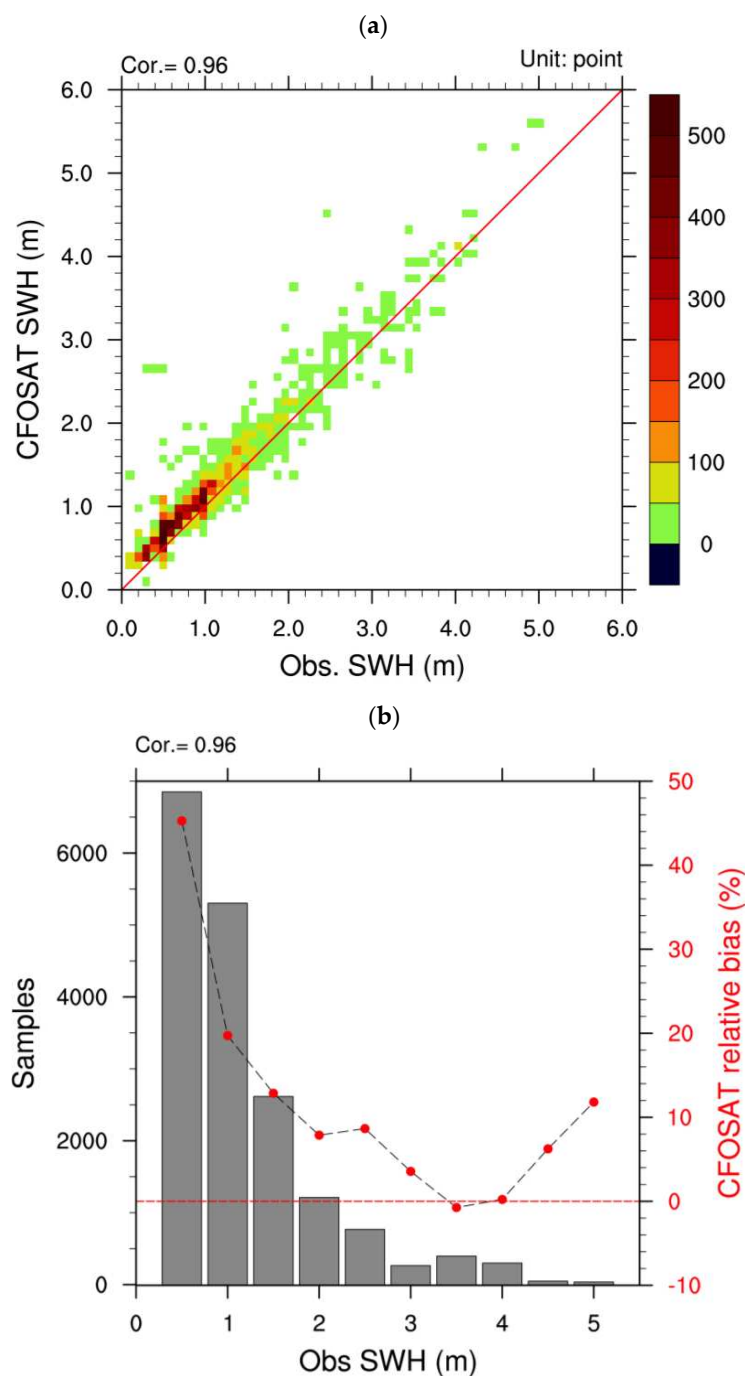 (a)
Cor.= 0.96
Unit: point
6.0
5.0
4.0
3.0
2.0
1.0
0.0
CFOSAT SWH (m)
0.0 1.0 2.0 3.0 4.0 5.0 6.0
Obs. SWH (m)
500
400
300
200
100
0
(b)
Cor.= 0.96
6000
4000
2000
0
Samples
50
40
30
20
10
0
-10
CFOSAT relative bias (%)
0 1 2 3 4 5
Obs SWH (m)